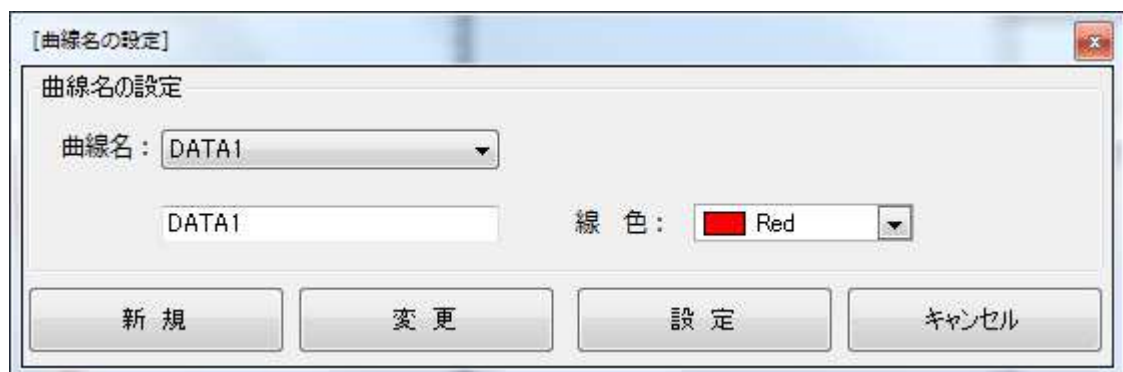 [曲線名の設定]
曲線名の設定
曲線名： DATA1
DATA1 線 色： Red
新 規 変 更 設 定 キャンセル